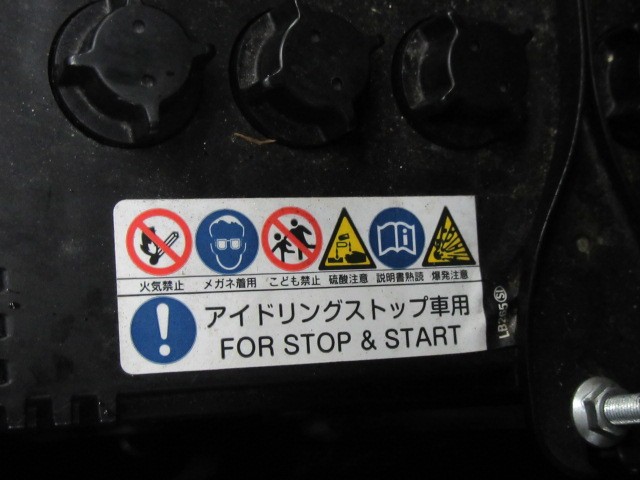 火気禁止 メガネ着用 こども禁止 硫酸注意 説明書熟読 爆発注意
アイドリングストップ車用
FOR STOP & START